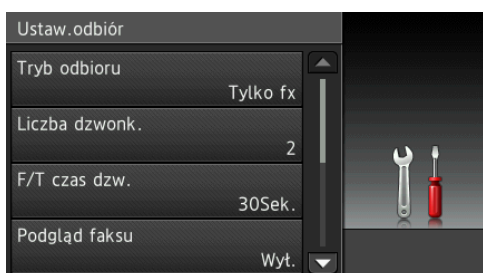 Ustaw.odbiór
Tryb odbioru
Tylko fx
Liczba dzwonk.
2
F/T czas dzw.
30Sek.
Podgląd faksu
Wył.